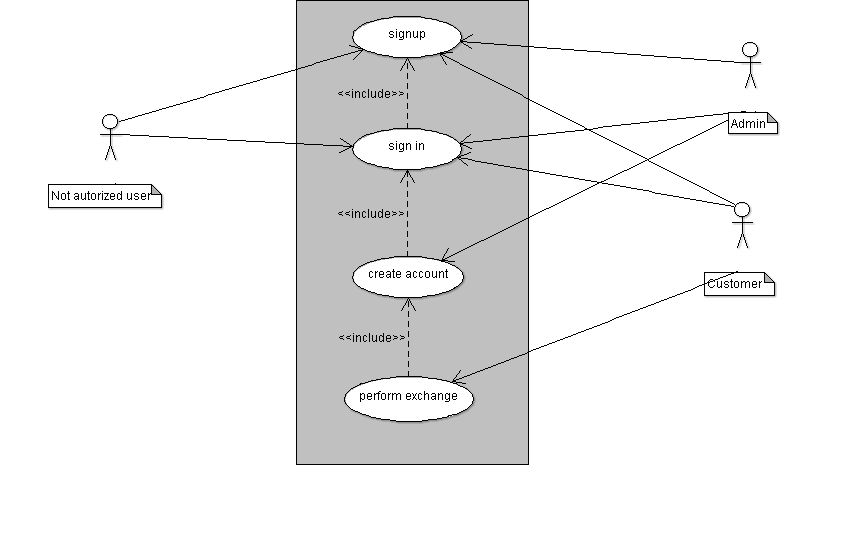 signup
<<include>>
sign in
Admin
Not autorized user
<<include>>
create account
Customer
<<include>>
perform exchange